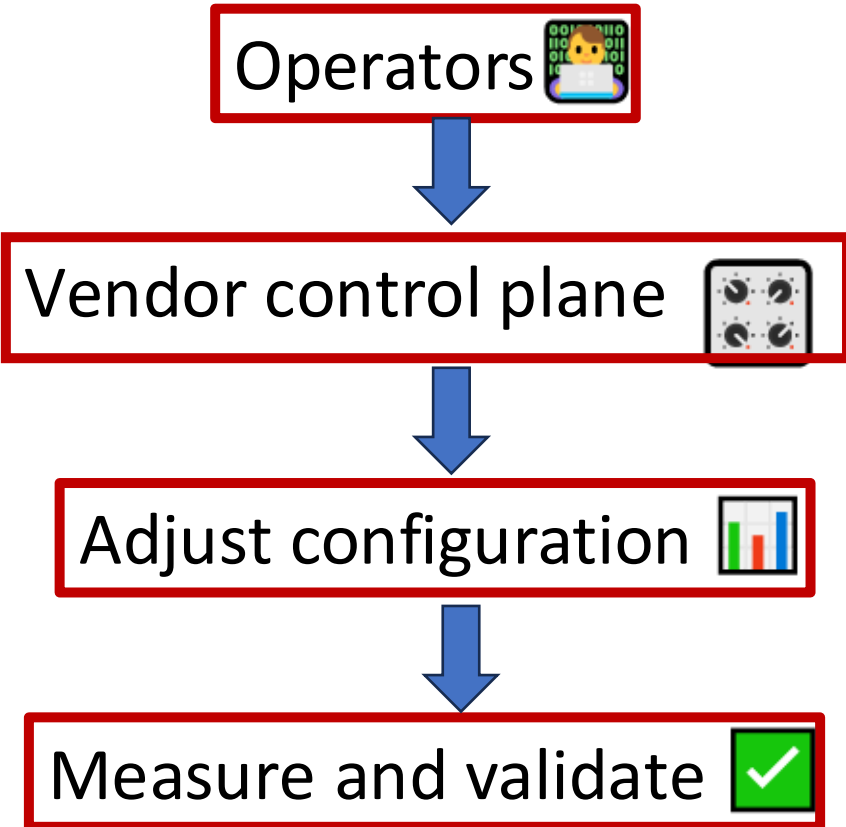 Operators
Vendor control plane
Adjust configuration
Measure and validate